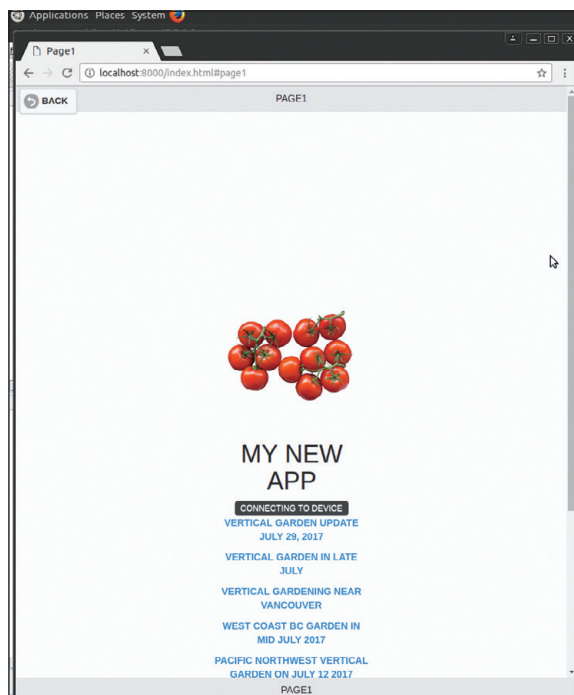 Applications Places System
Page1
localhost:8000/index.html#page1
BACK
PAGE1
MY NEW
APP
CONNECTING TO DEVICE
VERTICAL GARDEN UPDATE
JULY 29, 2017
VERTICAL GARDEN IN LATE
JULY
VERTICAL GARDENING NEAR
VANCOUVER
WEST COAST BC GARDEN IN
MID JULY 2017
PACIFIC NORTHWEST VERTICAL
GARDEN ON JULY 12 2017
PAGE1